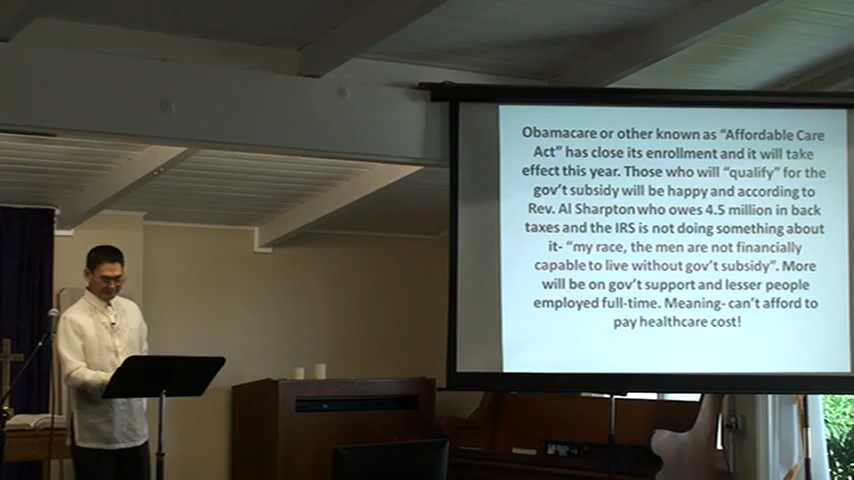 Obamacare or other known as “Affordable Care
Act” has close its enrollment and it will take
effect this year. Those who will “qualify” for the
gov’t subsidy will be happy and according to
Rev. Al Sharpton who owes 4.5 million in back
taxes and the IRS is not doing something about
it- “my race, the men are not financially
capable to live without gov’t subsidy”. More
will be on gov’t support and lesser people
employed full-time. Meaning- can’t afford to
pay healthcare cost!